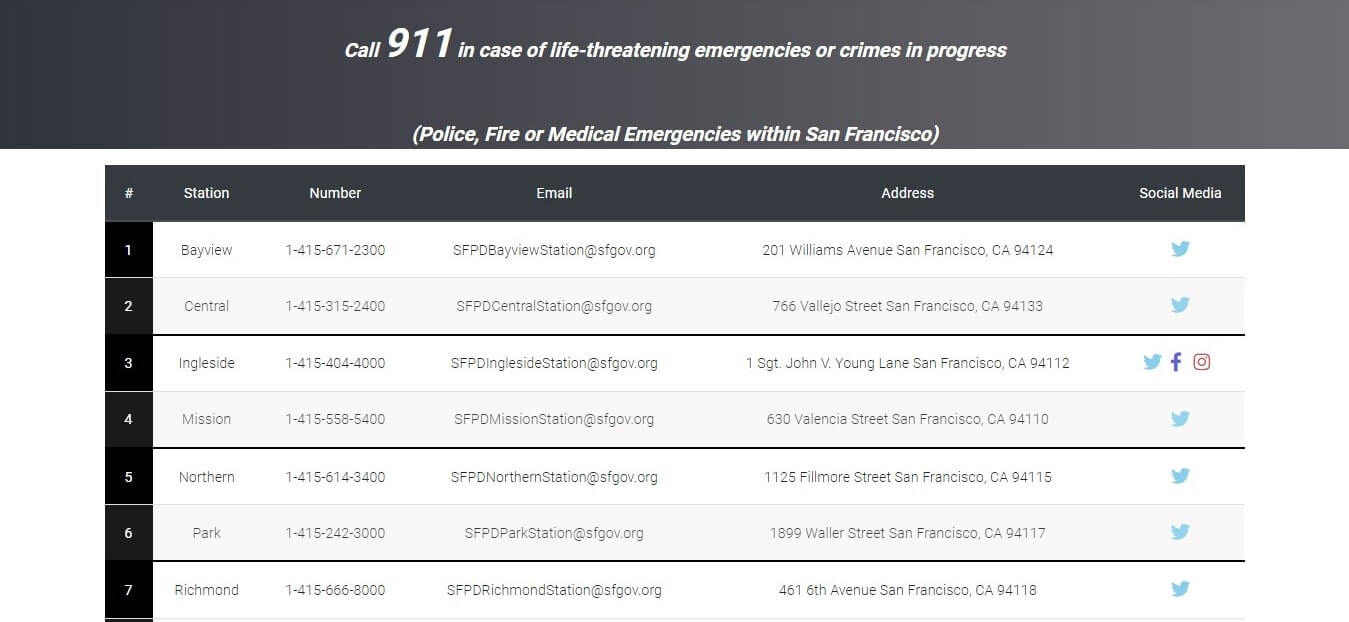 Call 911 in case of life-threatening emergencies or crimes in progress
(Police, Fire or Medical Emergencies within San Francisco)
# Station Number Email Address Social Media
1 Bayview 1-415-671-2300 SFPDBayviewStation@sfgov.org 201 Williams Avenue San Francisco, CA 94124
2 Central 1-415-315-2400 SFPDCentralStation@sfgov.org 766 Vallejo Street San Francisco, CA 94133
3 Ingleside 1-415-404-4000 SFPDInglesideStation@sfgov.org 1 Sgt. John V. Young Lane San Francisco, CA 94112
4 Mission 1-415-558-5400 SFPDMissionStation@sfgov.org 630 Valencia Street San Francisco, CA 94110
5 Northern 1-415-614-3400 SFPDNorthernStation@sfgov.org 1125 Fillmore Street San Francisco, CA 94115
6 Park 1-415-242-3000 SFPDParkStation@sfgov.org 1899 Waller Street San Francisco, CA 94117
7 Richmond 1-415-666-8000 SFPDRichmondStation@sfgov.org 461 6th Avenue San Francisco, CA 94118